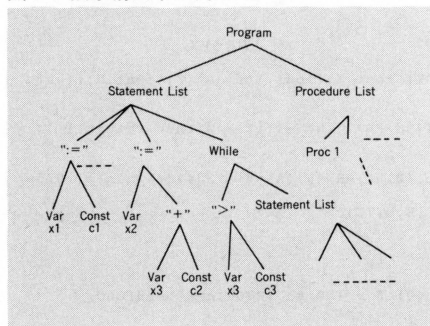 Program
Statement List Procedure List
":=" ":=" While Proc 1
Var Const Var "+" ">" Statement List
x1 c1 x2
Var Const Var Const
x3 c2 x3 c3